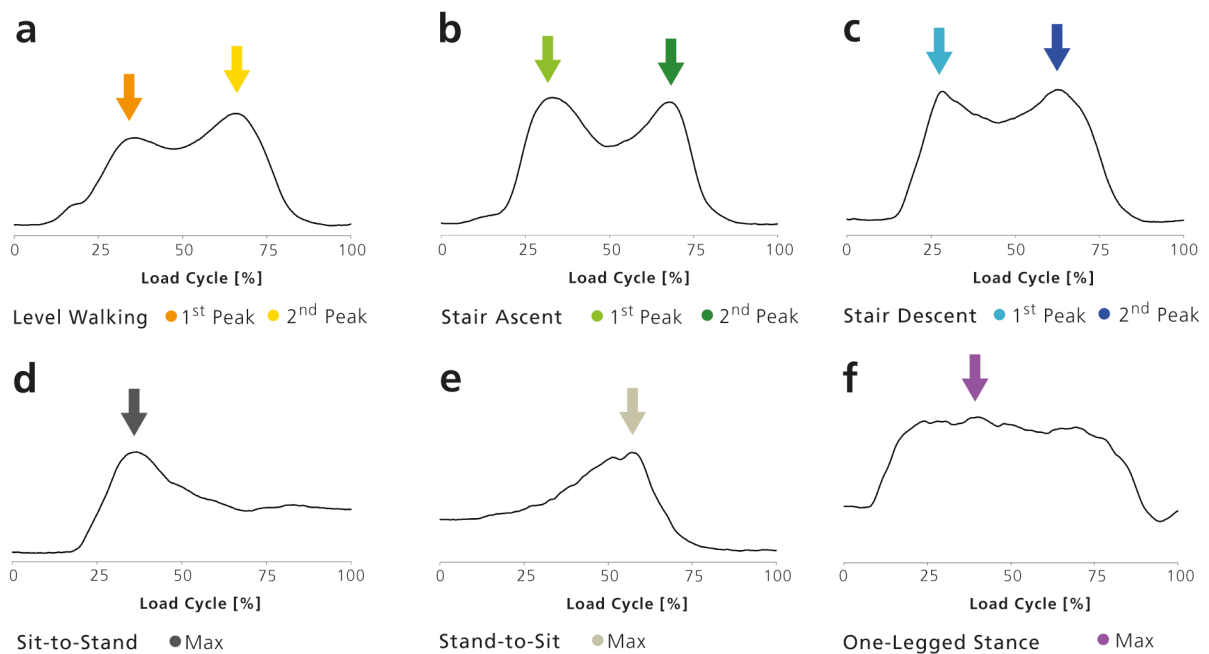 a
b
c
0 25 50 75 100
0 25 50 75 100
0 25 50 75 100
Load Cycle [%]
Load Cycle [%]
Load Cycle [%]
Level Walking 1st Peak 2nd Peak
Stair Ascent 1st Peak 2nd Peak
Stair Descent 1st Peak 2nd Peak
d
e
f
0 25 50 75 100
0 25 50 75 100
0 25 50 75 100
Load Cycle [%]
Load Cycle [%]
Load Cycle [%]
Sit-to-Stand Max
Stand-to-Sit Max
One-Legged Stance Max